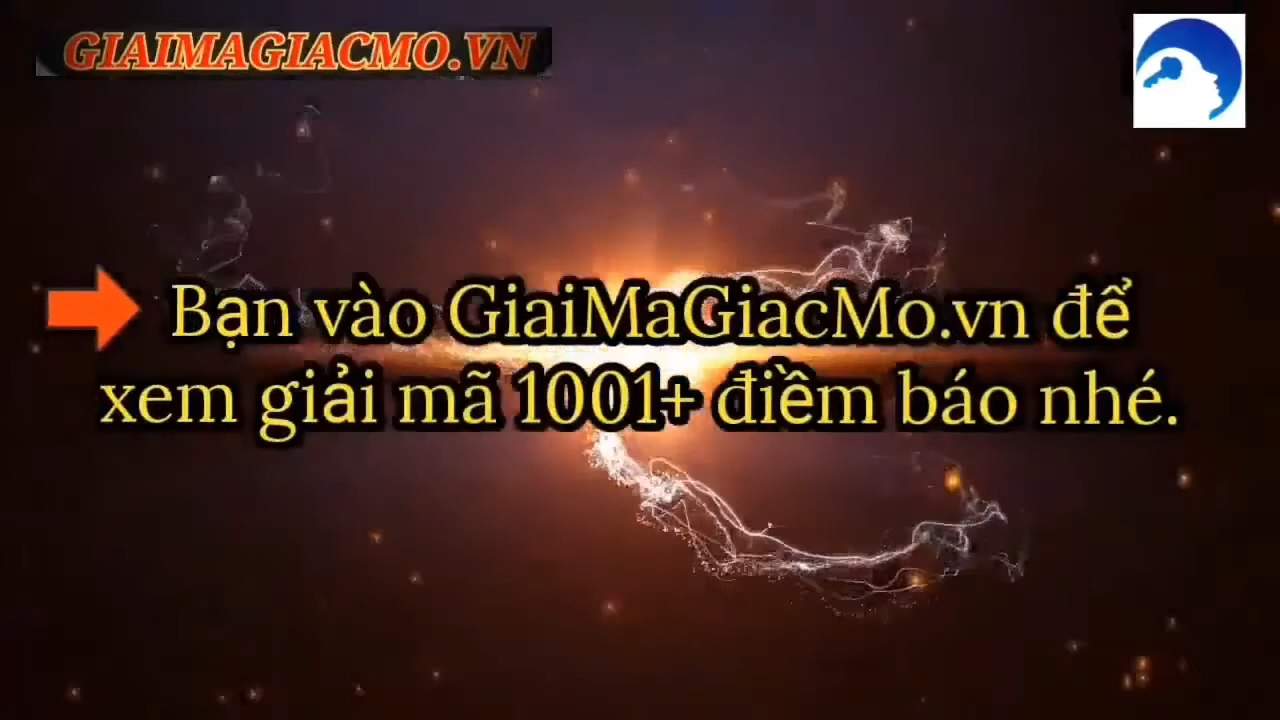 GIAIMAGIACMO.VN
Bạn vào GiaiMaGiacMo.vn để
xem giải mã 1001+ điềm báo nhé.